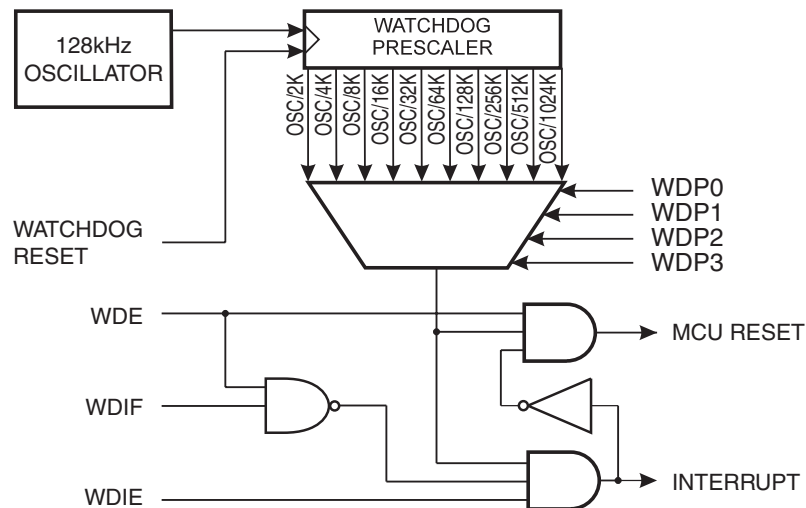 128kHz
OSCILLATOR
WATCHDOG
PRESCALER
OSC/2K
OSC/4K
OSC/8K
OSC/16K
OSC/32K
OSC/64K
OSC/128K
OSC/256K
OSC/512K
OSC/1024K
WDP0
WDP1
WDP2
WDP3
WATCHDOG
RESET
WDE
MCU RESET
WDIF
INTERRUPT
WDIE